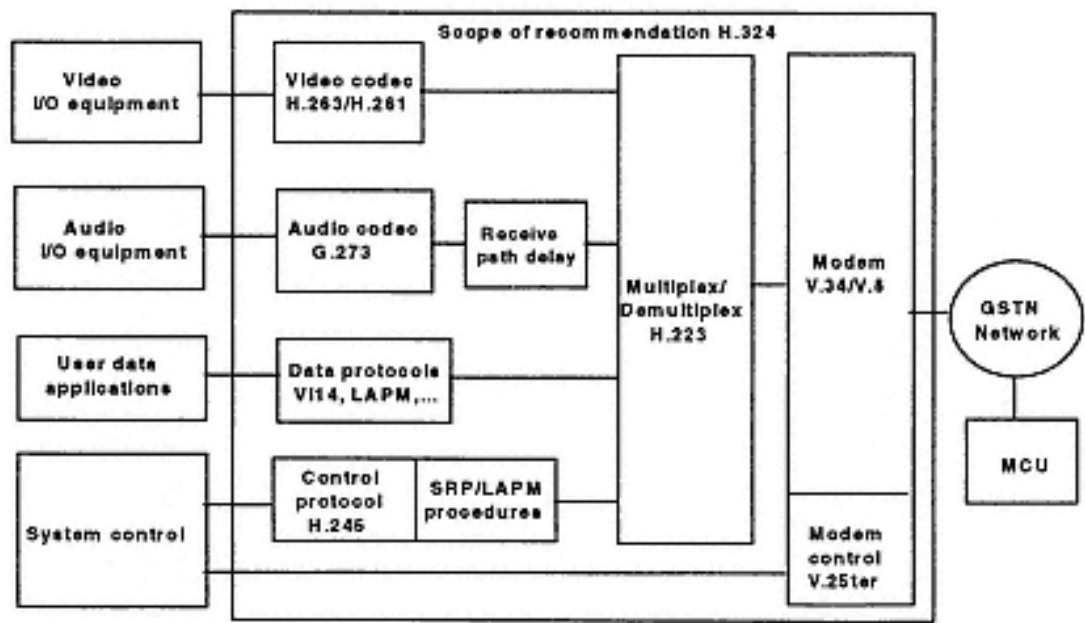 Scope of recommendation H.324
Video
I/O equipment
Video codec
H.263/H.261
Audio
I/O equipment
Audio codec
G.273
Receive
path delay
Multiplex/
Demultiplex
H.223
Modem
V.34/V.8
GSTN
Network
User data
applications
Data protocols
V14, LAPM,...
MCU
System control
Control
protocol
H.245
SRP/LAPM
procedures
Modem
control
V.25ter